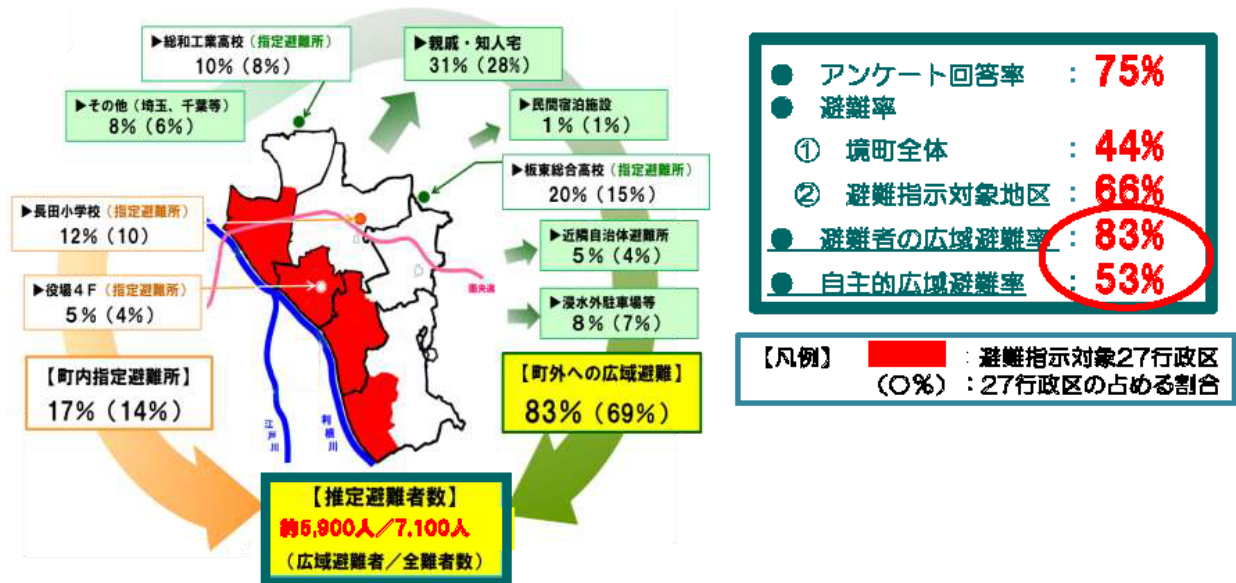 ▶総和工業高校(指定避難所)
10%(8%)
▶親戚・知人宅
31%(28%)
▶その他(埼玉、千葉等)
8%(6%)
▶民間宿泊施設
1%(1%)
▶板東総合高校(指定避難所)
20%(15%)
▶長田小学校(指定避難所)
12%(10)
▶近隣自治体避難所
5%(4%)
▶役場4F(指定避難所)
5%(4%)
圏央道
▶浸水外駐車場等
8%(7%)
【町内指定避難所】
17%(14%)
【町外への広域避難】
83%(69%)
江戸川
利根川
【推定避難者数】
約5,900人/7,100人
(広域避難者/全難者数)
● アンケート回答率 : 75%
● 避難率
① 境町全体 : 44%
② 避難指示対象地区 : 66%
● 避難者の広域避難率 : 83%
● 自主的広域避難率 : 53%
【凡例】 : 避難指示対象27行政区
(〇%) : 27行政区の占める割合